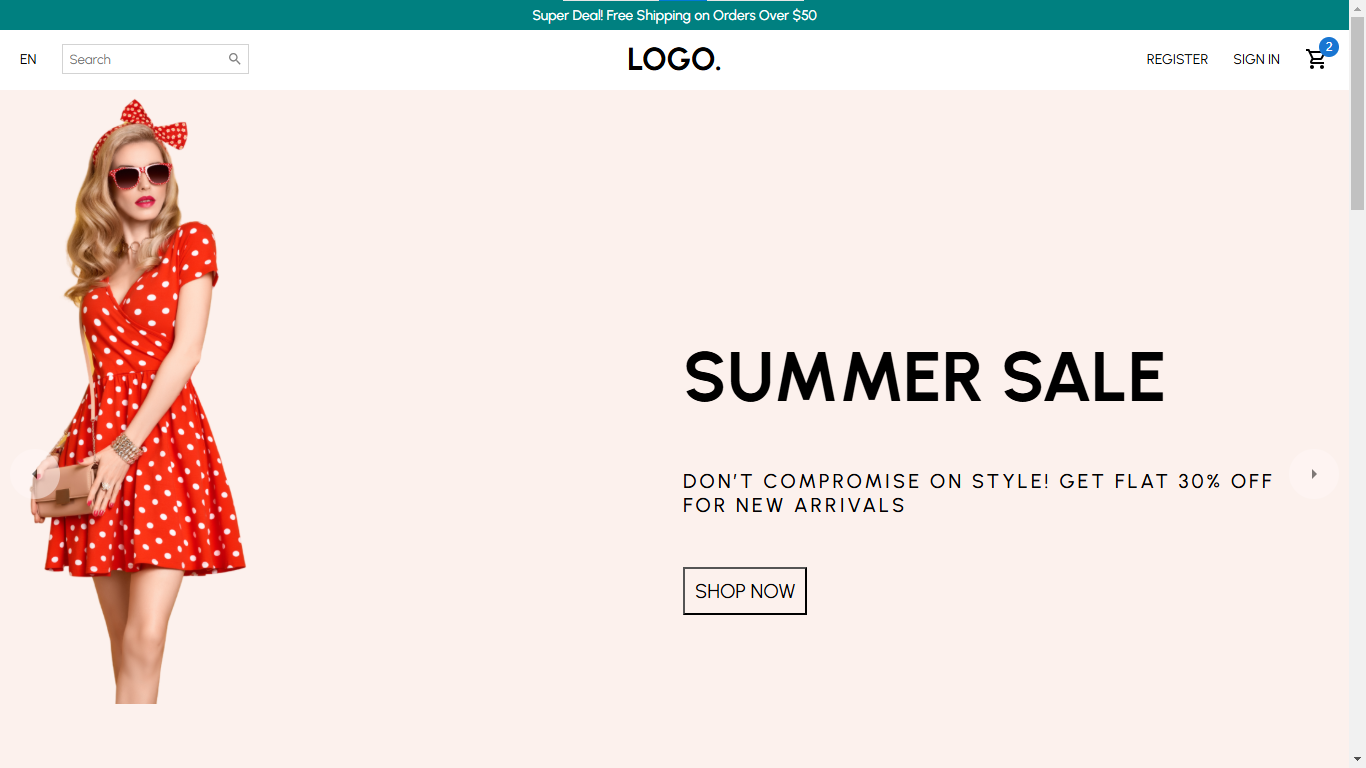 Super Deal! Free Shipping on Orders Over $50
EN
Search
LOGO.
REGISTER
SIGN IN
2
SUMMER SALE
DON'T COMPROMISE ON STYLE! GET FLAT 30% OFF
FOR NEW ARRIVALS
SHOP NOW